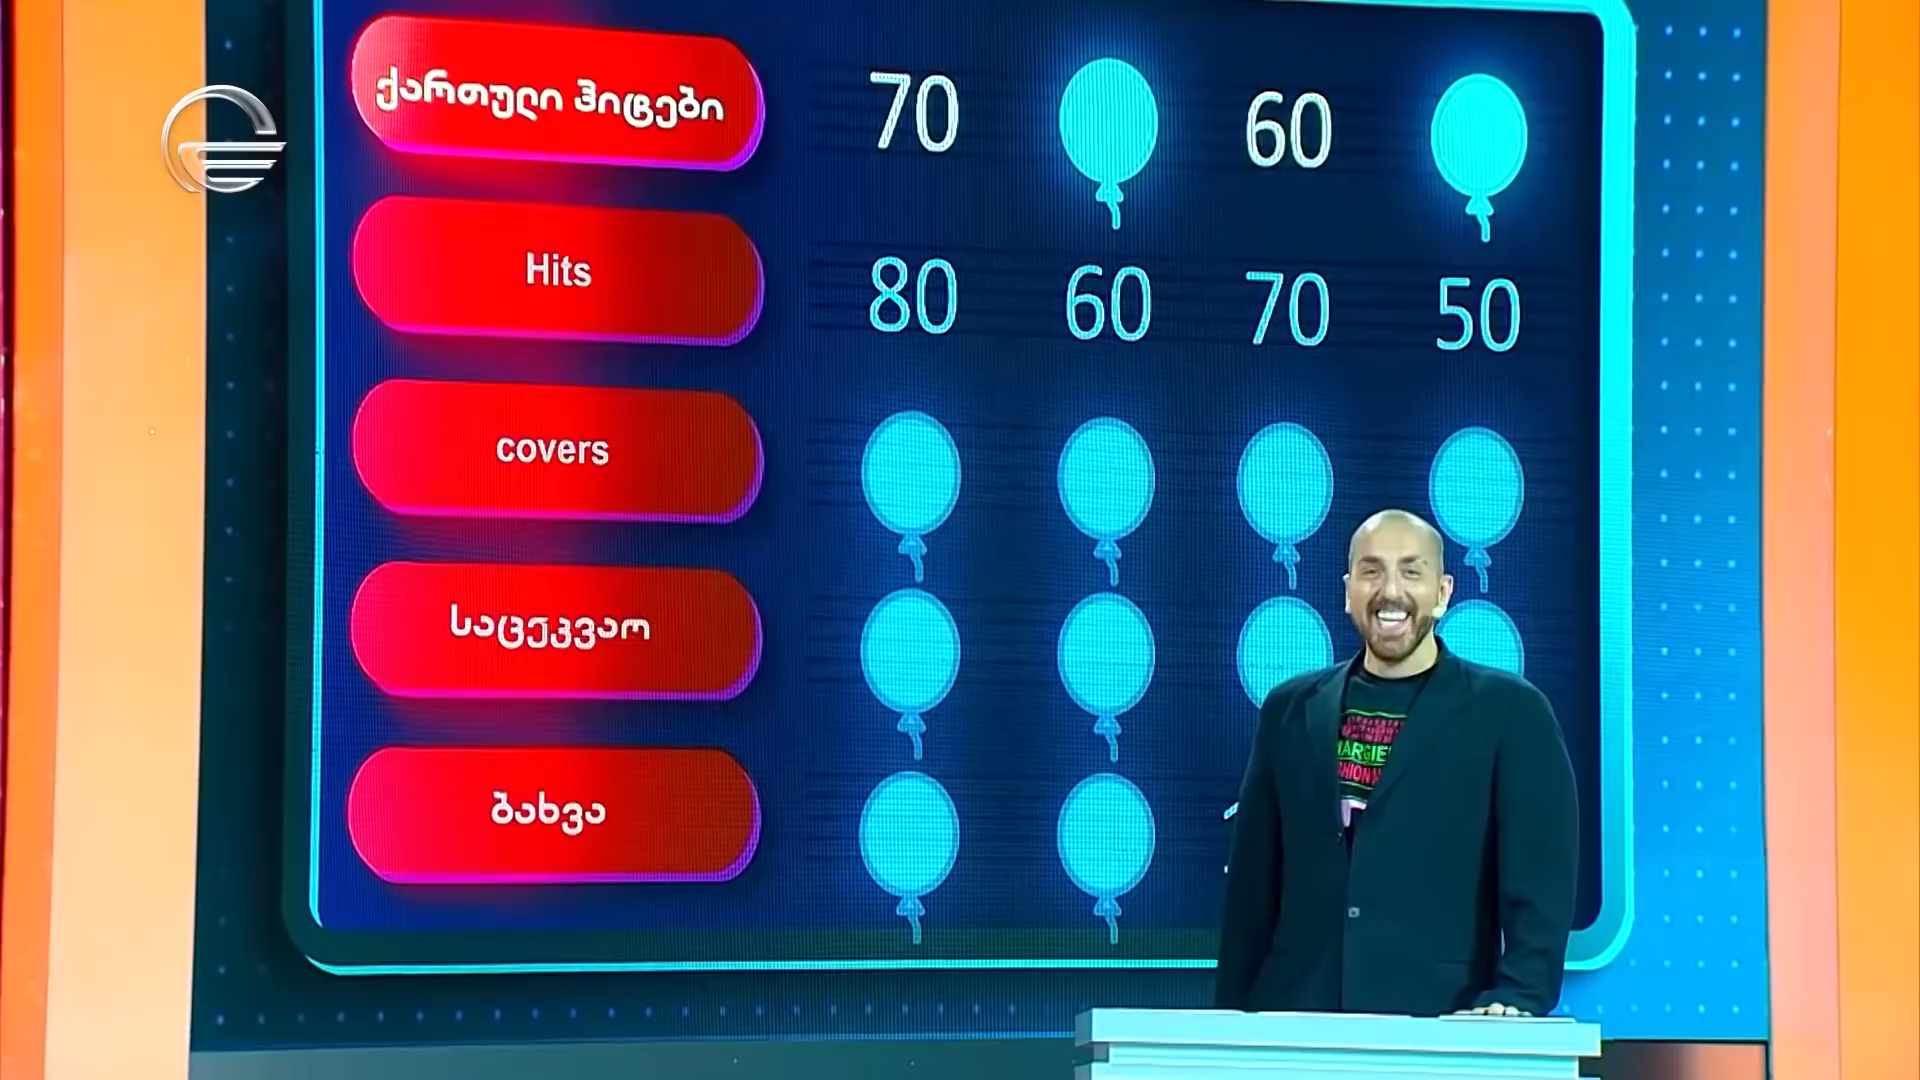 ქართული ჰიტები 70 60
Hits 80 60 70 50
covers
საცეკვაო
ბახვა